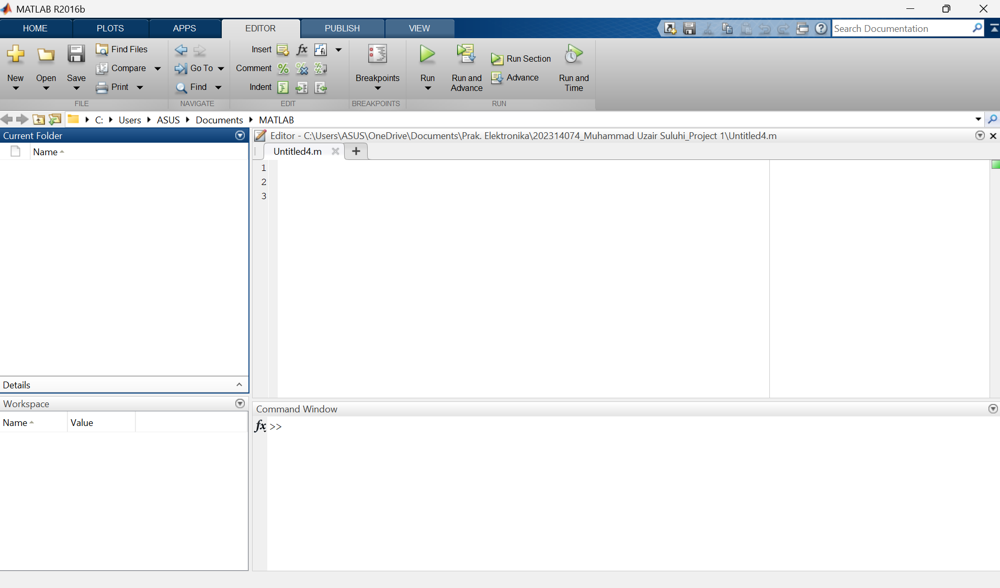 MATLAB R2016b
HOME PLOTS APPS EDITOR PUBLISH VIEW Search Documentation
New Open Save Find Files Compare Print
FILE
Go To Find
NAVIGATE
Insert fx fi
Comment % % %
Indent
EDIT
Breakpoints
BREAKPOINTS
Run Run and Advance Run Section Advance Run and Time
RUN
C: Users ASUS Documents MATLAB
Current Folder
Name
Details
Workspace
Name Value
Editor - C:\Users\ASUS\OneDrive\Documents\Prak. Elektronika\202314074_Muhammad Uzair Suluhi_Project 1\Untitled4.m
Untitled4.m +
1
2
3
Command Window
fx >>